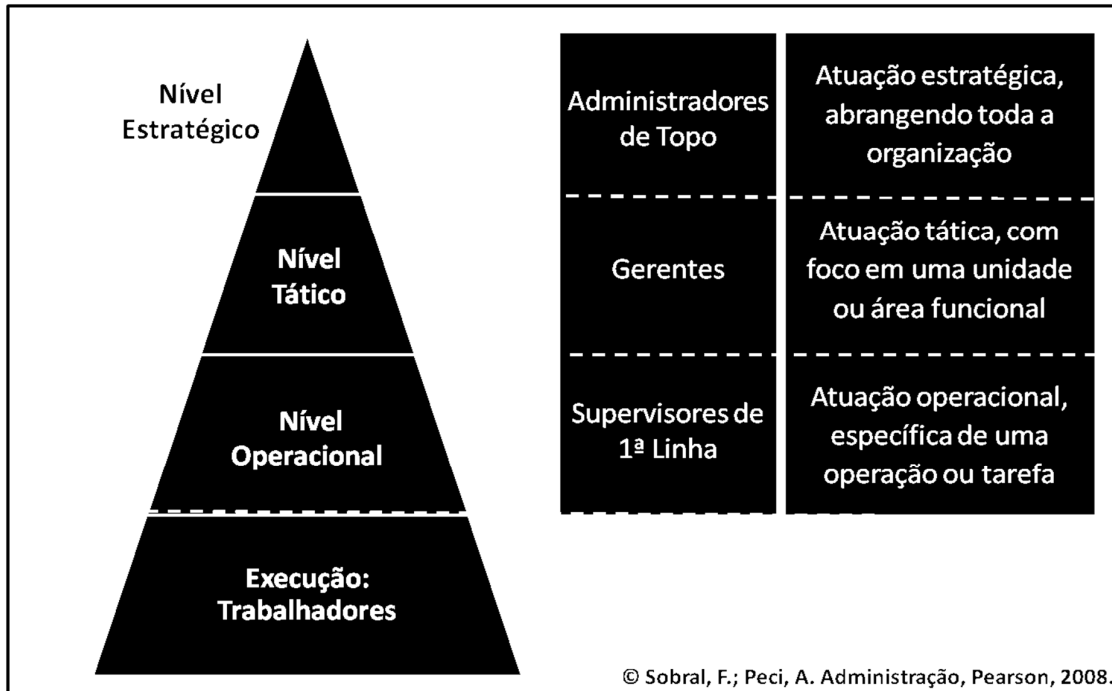 Nível
Estratégico
Nível
Tático
Nível
Operacional
Execução:
Trabalhadores
Administradores
de Topo
Atuação estratégica,
abrangendo toda a
organização
Gerentes
Atuação tática, com
foco em uma unidade
ou área funcional
Supervisores de
1ª Linha
Atuação operacional,
específica de uma
operação ou tarefa
© Sobral, F.; Peci, A. Administração, Pearson, 2008.